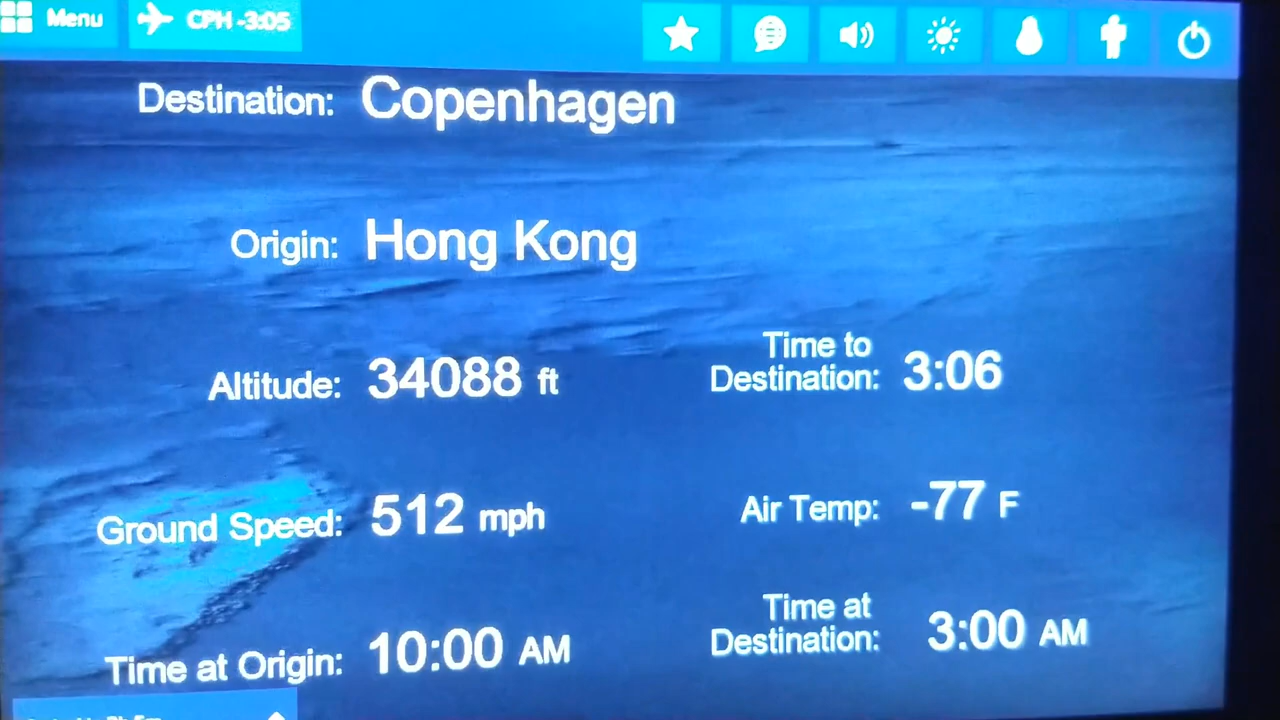 Menu
CPH -3:05
Destination: Copenhagen
Origin: Hong Kong
Altitude: 34088 ft
Time to
Destination: 3:06
Ground Speed: 512 mph
Air Temp: -77 F
Time at Origin: 10:00 AM
Time at
Destination: 3:00 AM